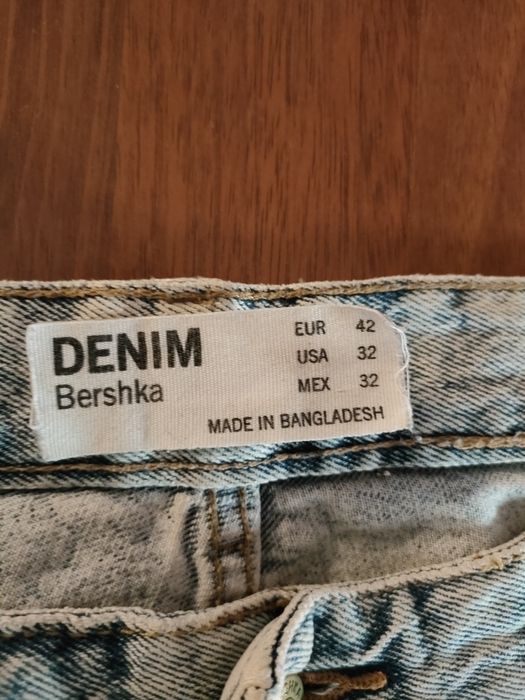 DENIM
Bershka
EUR 42
USA 32
MEX 32
MADE IN BANGLADESH